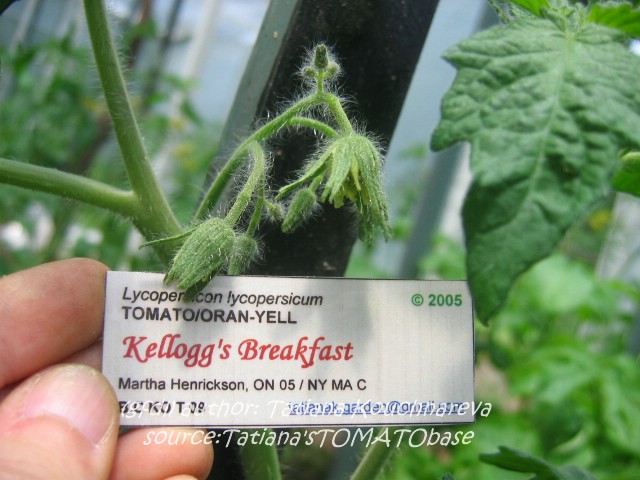 Lycopersicon lycopersicum
© 2005
TOMATO/ORAN-YELL
Kellogg's Breakfast
Martha Henrickson, ON 05 / NY MA C
author: Tatiana
source:Tatiana'sTOMATObase